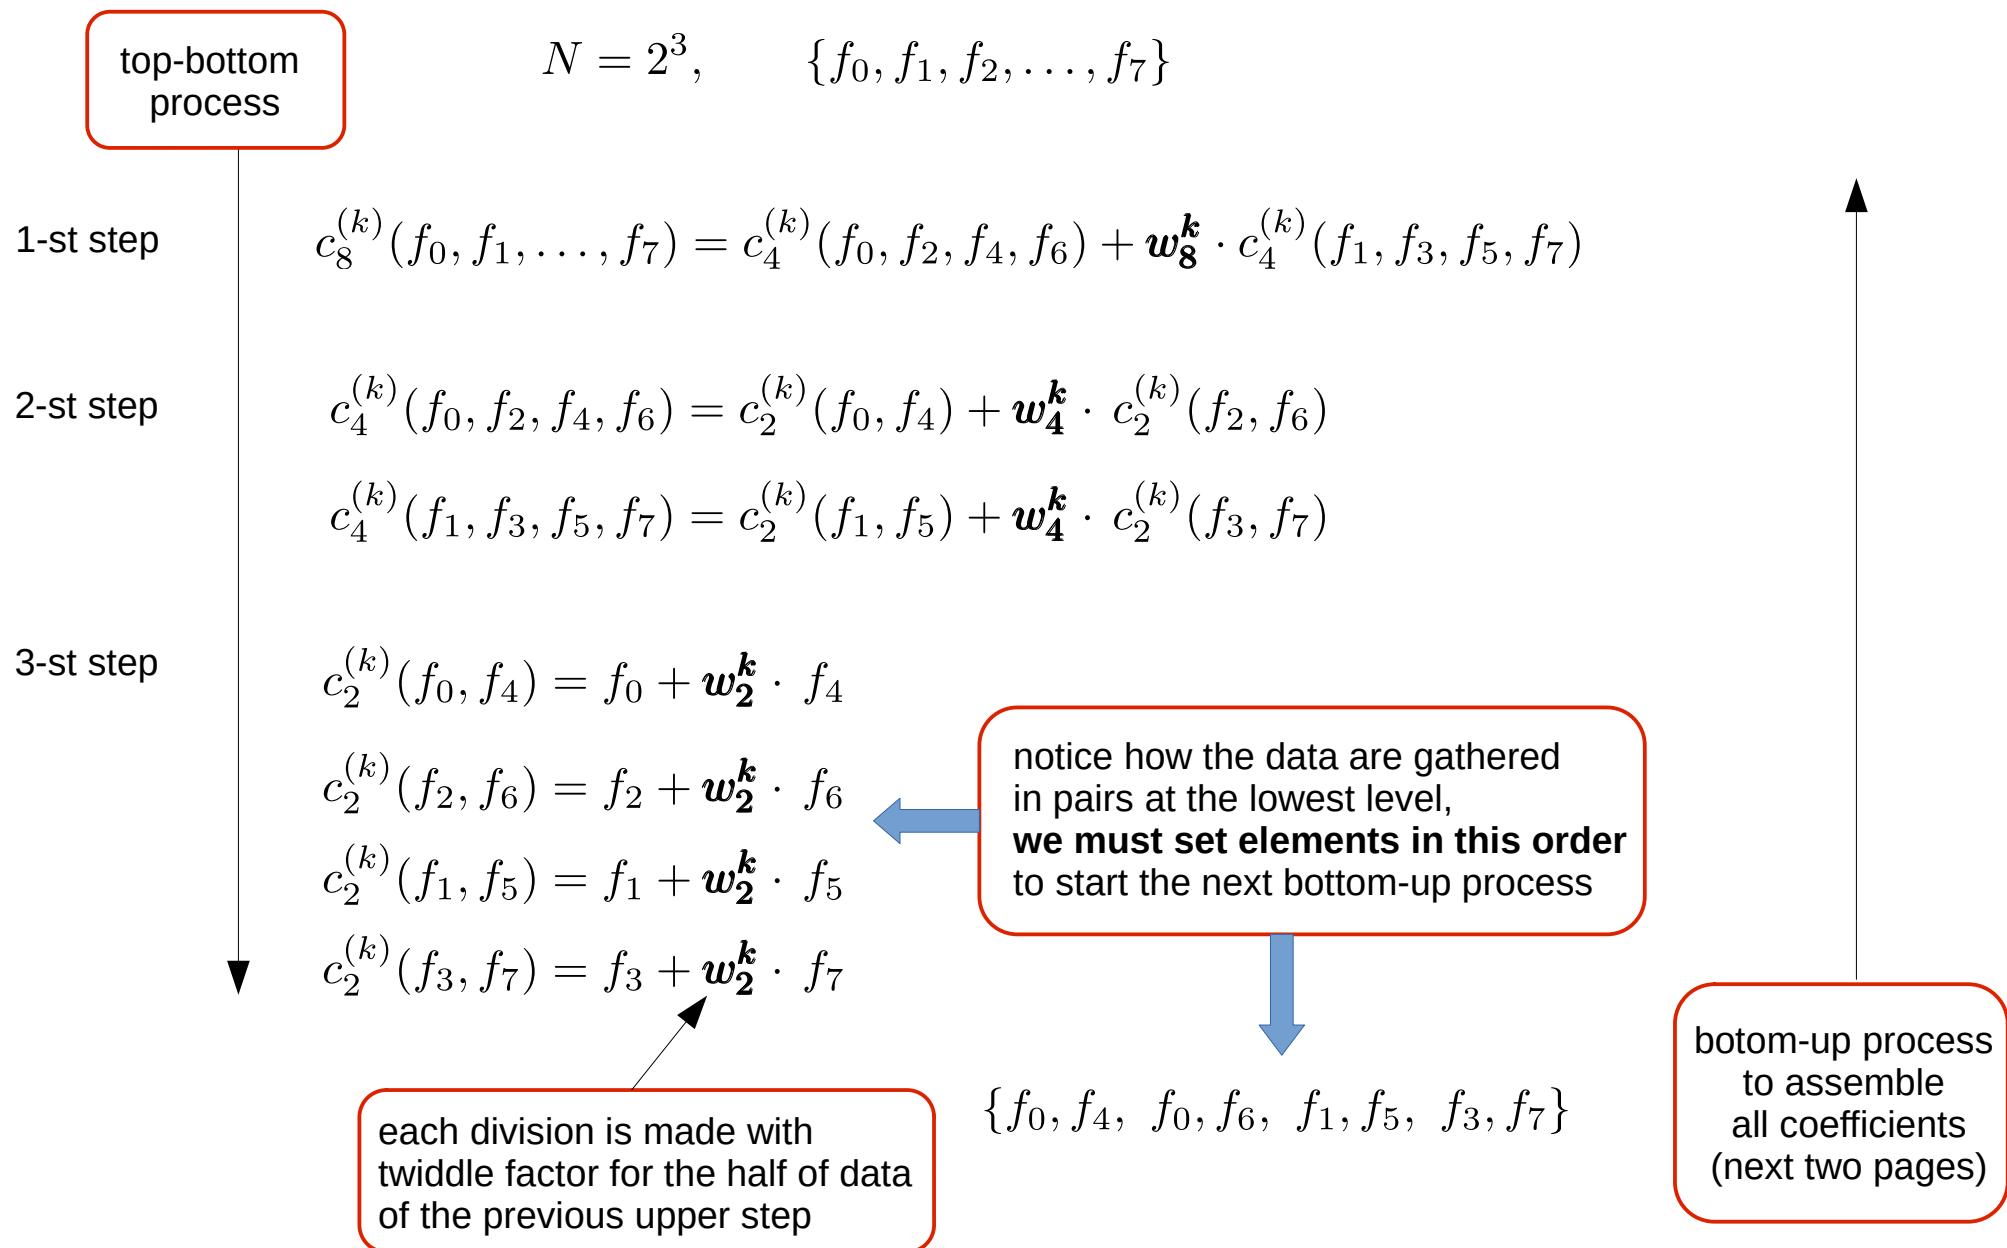 top-bottom
process
N = 2^3, {f_0, f_1, f_2, . . . , f_7}
1-st step
c_8^{(k)}(f_0, f_1, . . . , f_7) = c_4^{(k)}(f_0, f_2, f_4, f_6) + w_8^k · c_4^{(k)}(f_1, f_3, f_5, f_7)
2-st step
c_4^{(k)}(f_0, f_2, f_4, f_6) = c_2^{(k)}(f_0, f_4) + w_4^k · c_2^{(k)}(f_2, f_6)
c_4^{(k)}(f_1, f_3, f_5, f_7) = c_2^{(k)}(f_1, f_5) + w_4^k · c_2^{(k)}(f_3, f_7)
3-st step
c_2^{(k)}(f_0, f_4) = f_0 + w_2^k · f_4
c_2^{(k)}(f_2, f_6) = f_2 + w_2^k · f_6
c_2^{(k)}(f_1, f_5) = f_1 + w_2^k · f_5
c_2^{(k)}(f_3, f_7) = f_3 + w_2^k · f_7
notice how the data are gathered
in pairs at the lowest level,
we must set elements in this order
to start the next bottom-up process
{f_0, f_4, f_0, f_6, f_1, f_5, f_3, f_7}
each division is made with
twiddle factor for the half of data
of the previous upper step
botom-up process
to assemble
all coefficients
(next two pages)